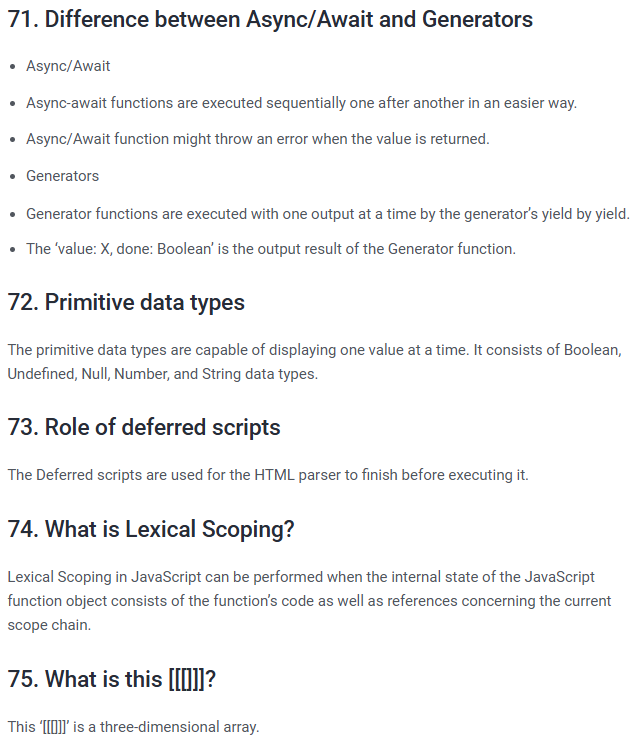 71. Difference between Async/Await and Generators
• Async/Await
• Async-await functions are executed sequentially one after another in an easier way.
• Async/Await function might throw an error when the value is returned.
• Generators
• Generator functions are executed with one output at a time by the generator’s yield by yield.
• The ‘value: X, done: Boolean’ is the output result of the Generator function.
72. Primitive data types
The primitive data types are capable of displaying one value at a time. It consists of Boolean,
Undefined, Null, Number, and String data types.
73. Role of deferred scripts
The Deferred scripts are used for the HTML parser to finish before executing it.
74. What is Lexical Scoping?
Lexical Scoping in JavaScript can be performed when the internal state of the JavaScript
function object consists of the function’s code as well as references concerning the current
scope chain.
75. What is this [[[]]]?
This ‘[[[]]]’ is a three-dimensional array.